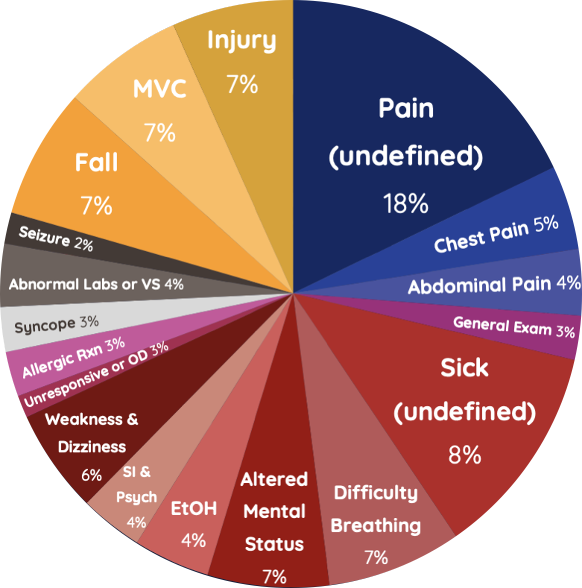 Injury
7%
MVC
7%
Fall
7%
Pain
(undefined)
18%
Chest Pain 5%
Abdominal Pain 4%
General Exam 3%
Sick
(undefined)
8%
Difficulty
Breathing
7%
Altered
Mental
Status
7%
EtOH
4%
SI &
Psych
4%
Weakness &
Dizziness
6%
Unresponsive or OD 3%
Allergic Rxn 3%
Syncope 3%
Abnormal Labs or VS 4%
Seizure 2%